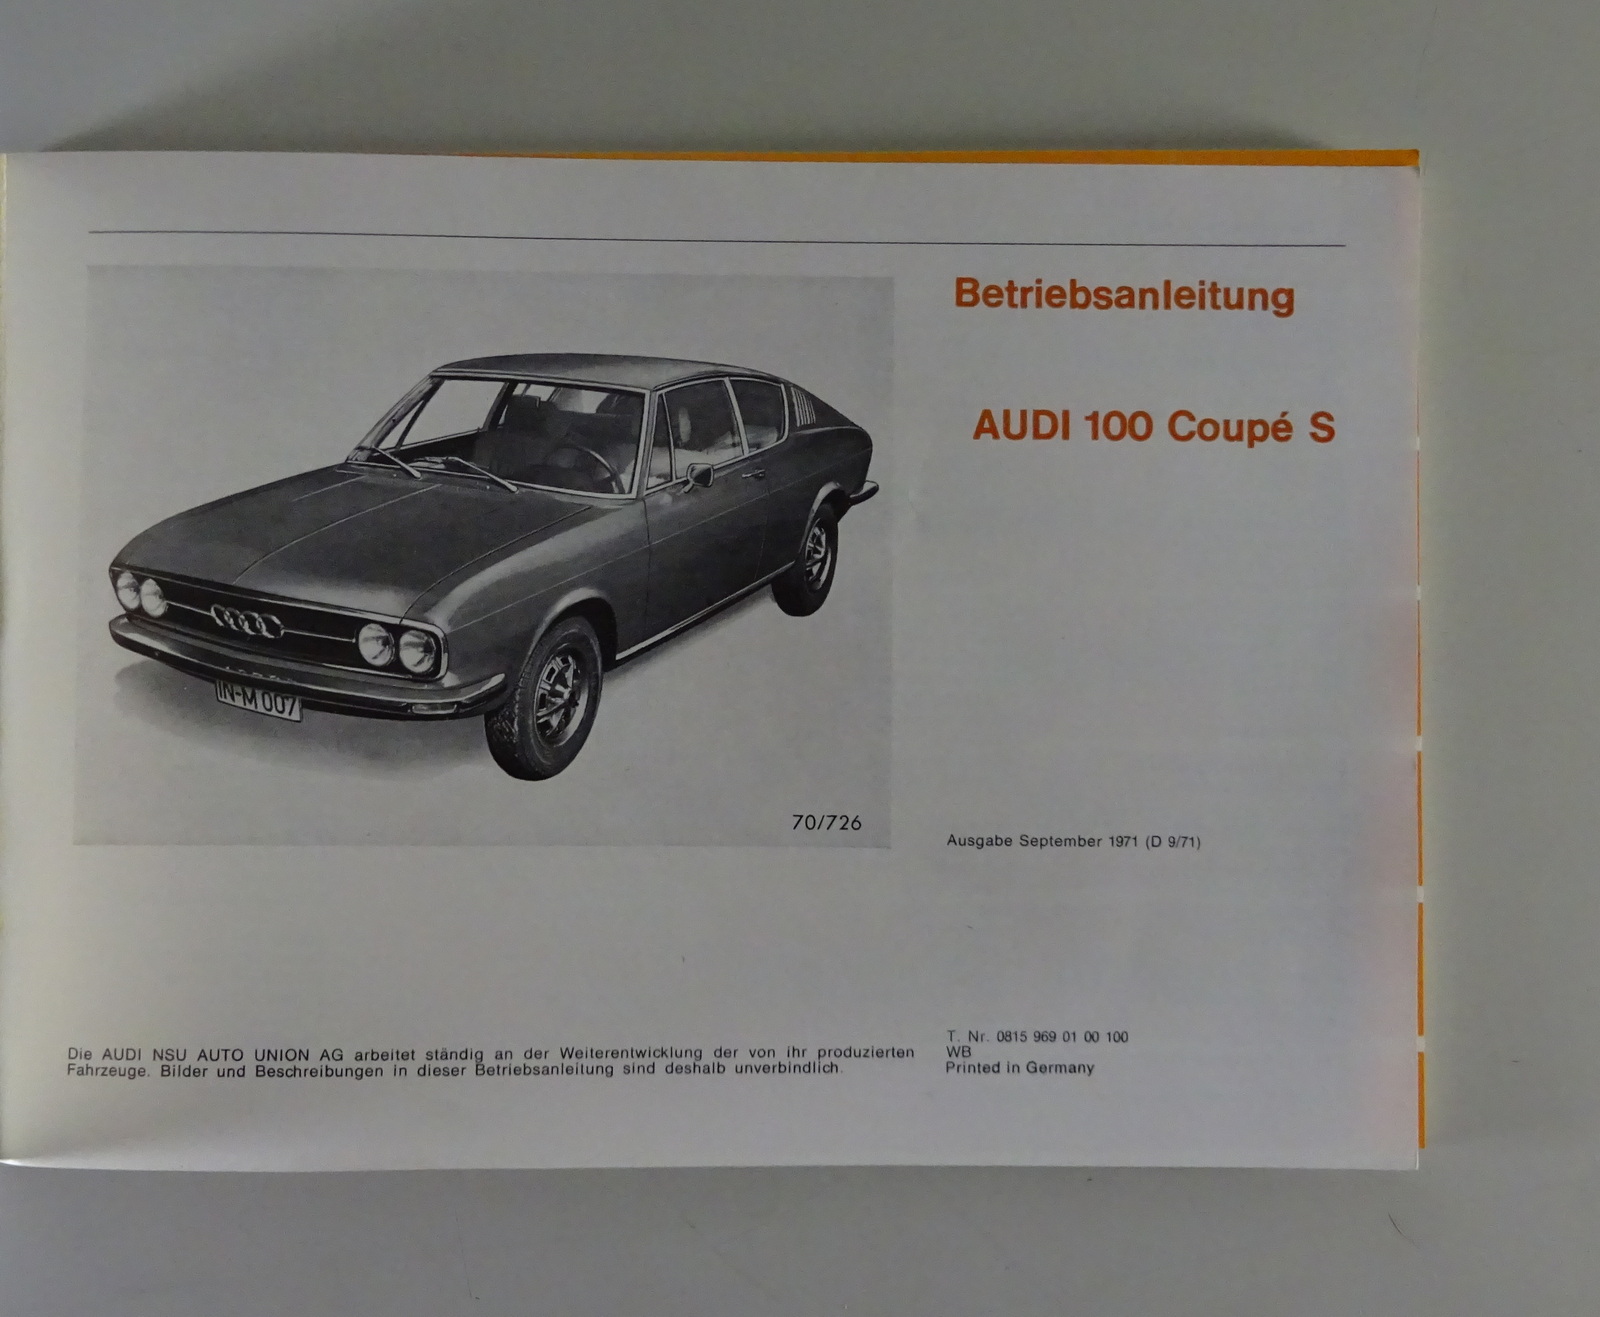 Betriebsanleitung
AUDI 100 Coupé S
IN-M 007
70/726
Ausgabe September 1971 (D 9/71)
Die AUDI NSU AUTO UNION AG arbeitet ständig an der Weiterentwicklung der von ihr produzierten
Fahrzeuge. Bilder und Beschreibungen in dieser Betriebsanleitung sind deshalb unverbindlich.
T. Nr. 0815 969 01 00 100
WB
Printed in Germany